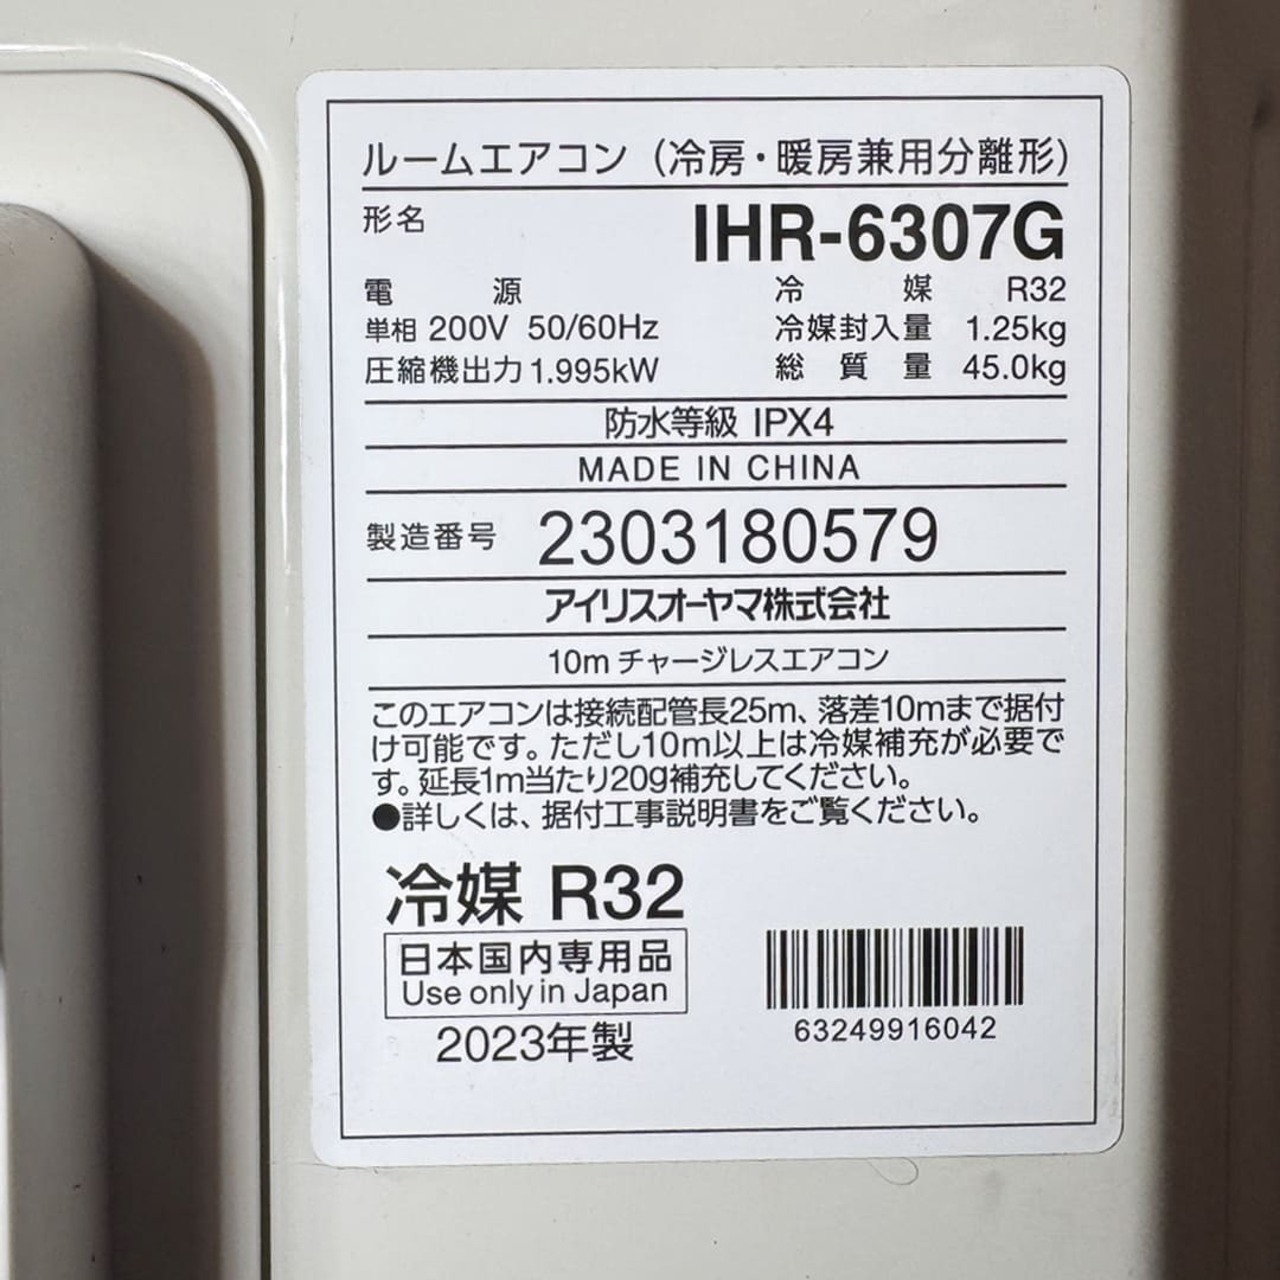 ルームエアコン（冷房・暖房兼用分離形）
形名 IHR-6307G
電源 冷媒 R32
単相 200V 50/60Hz 冷媒封入量 1.25kg
圧縮機出力 1.995kW 総質量 45.0kg
防水等級 IPX4
MADE IN CHINA
製造番号 2303180579
アイリスオーヤマ株式会社
10m チャージレスエアコン
このエアコンは接続配管長25m、落差10mまで据付
け可能です。ただし10m以上は冷媒補充が必要で
す。延長1m当たり20g補充してください。
●詳しくは、据付工事説明書をご覧ください。
冷媒 R32
日本国内専用品
Use only in Japan
2023年製
63249916042